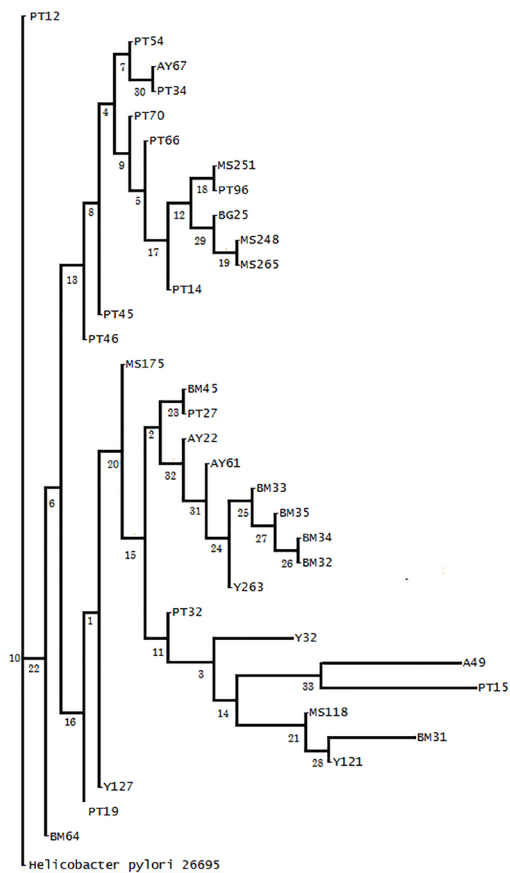 PT12
PT54
7
AY67
30
PT34
4
PT70
9
PT66
5
MS251
18
PT96
8
12
BG25
29
MS248
17
19
MS265
13
PT14
PT45
PT46
MS175
BM45
23
PT27
2
AY22
20
32
AY61
BM33
6
31
25
BM35
27
BM34
24
26
BM32
15
Y263
PT32
1
11
Y32
10
22
3
A49
33
PT15
16
14
MS118
21
BM31
28
Y121
Y127
PT19
BM64
Helicobacter pylori 26695